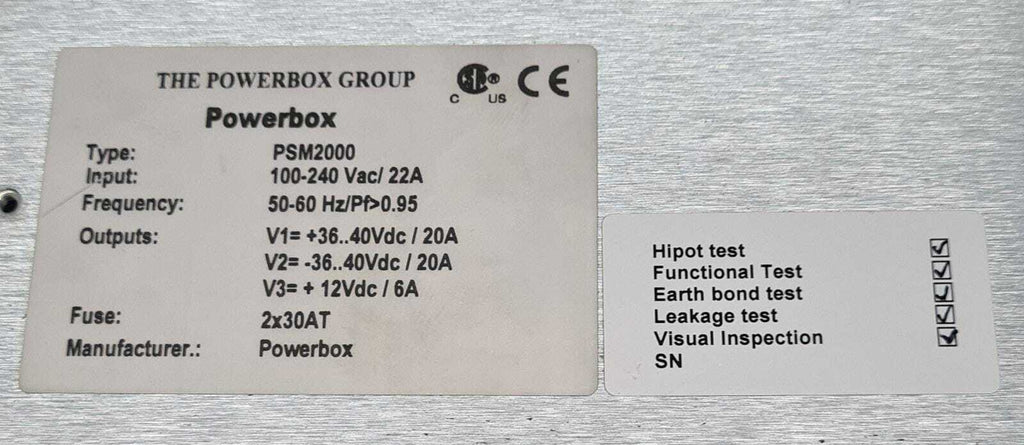 THE POWERBOX GROUP
C SA ® US CE
Powerbox
Type: PSM2000
Input: 100-240 Vac/ 22A
Frequency: 50-60 Hz/Pf>0.95
Outputs: V1= +36..40Vdc / 20A
V2= -36..40Vdc / 20A
V3= + 12Vdc / 6A
Fuse: 2x30AT
Manufacturer.: Powerbox
Hipot test
Functional Test
Earth bond test
Leakage test
Visual Inspection
SN